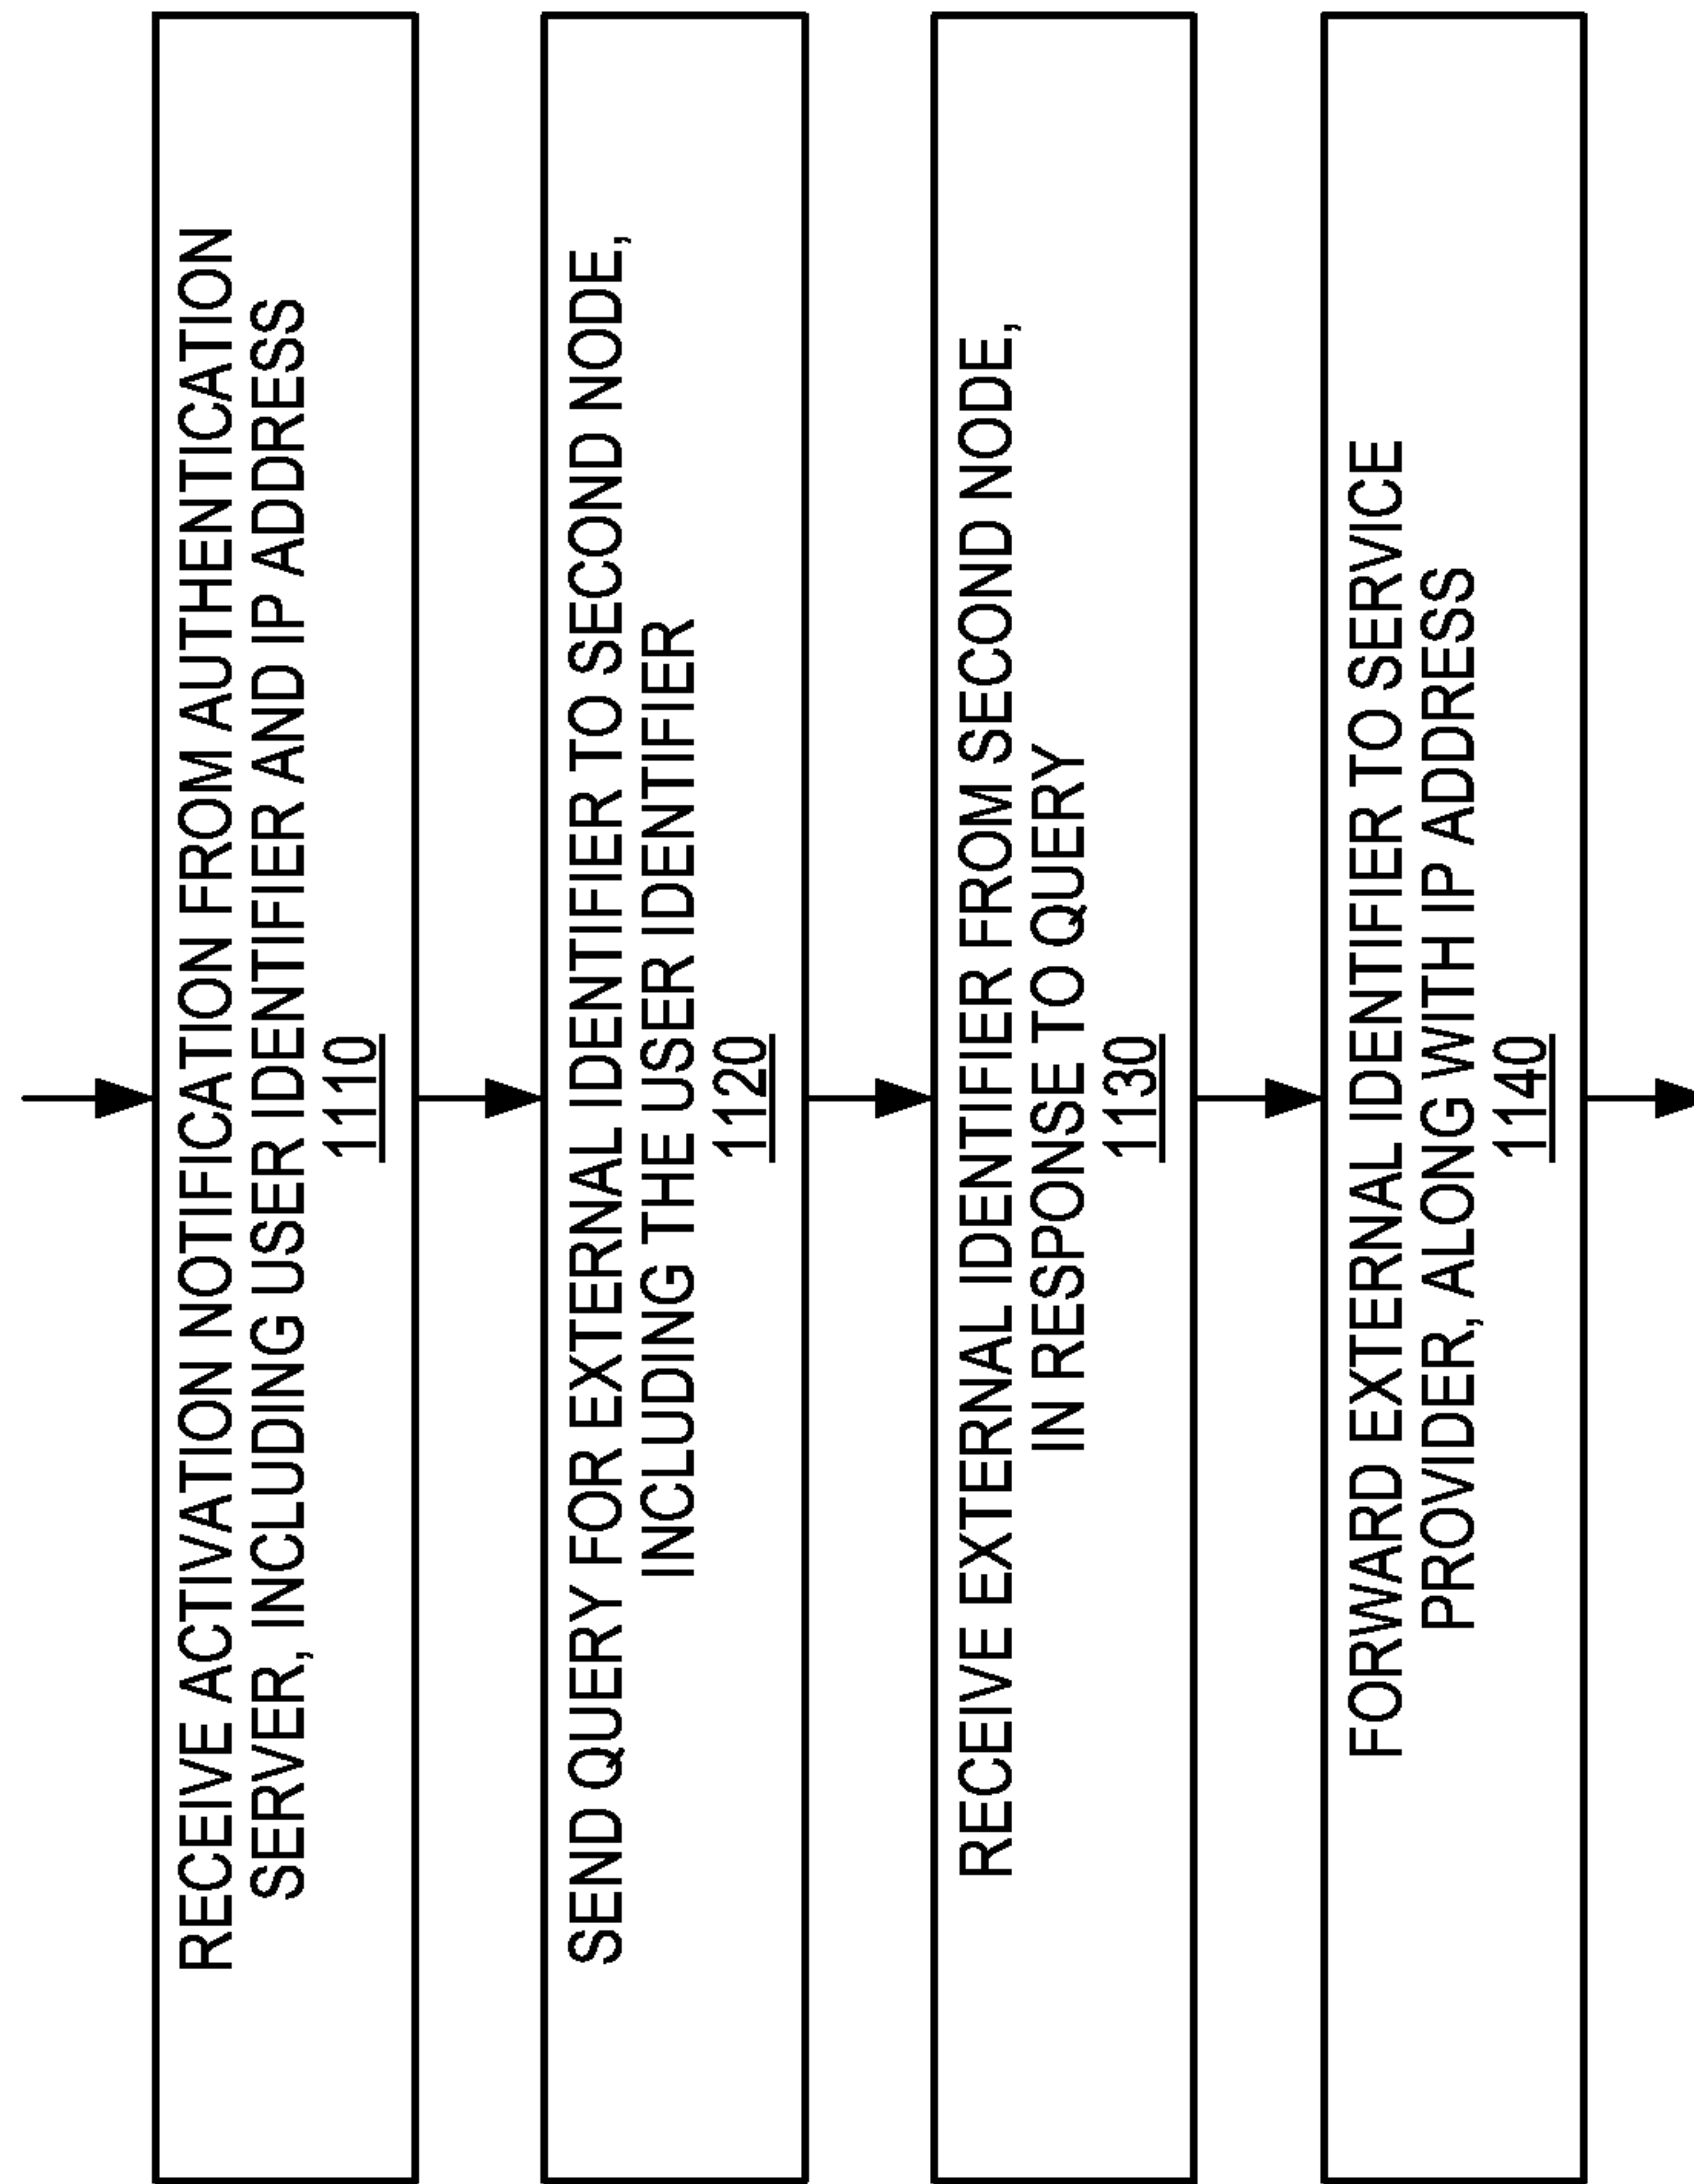 RECEIVE ACTIVATION NOTIFICATION FROM AUTHENTICATION
SERVER, INCLUDING USER IDENTIFIER AND IP ADDRESS
1110
SEND QUERY FOR EXTERNAL IDENTIFIER TO SECOND NODE,
INCLUDING THE USER IDENTIFIER
1120
RECEIVE EXTERNAL IDENTIFIER FROM SECOND NODE,
IN RESPONSE TO QUERY
1130
FORWARD EXTERNAL IDENTIFIER TO SERVICE
PROVIDER, ALONG WITH IP ADDRESS
1140